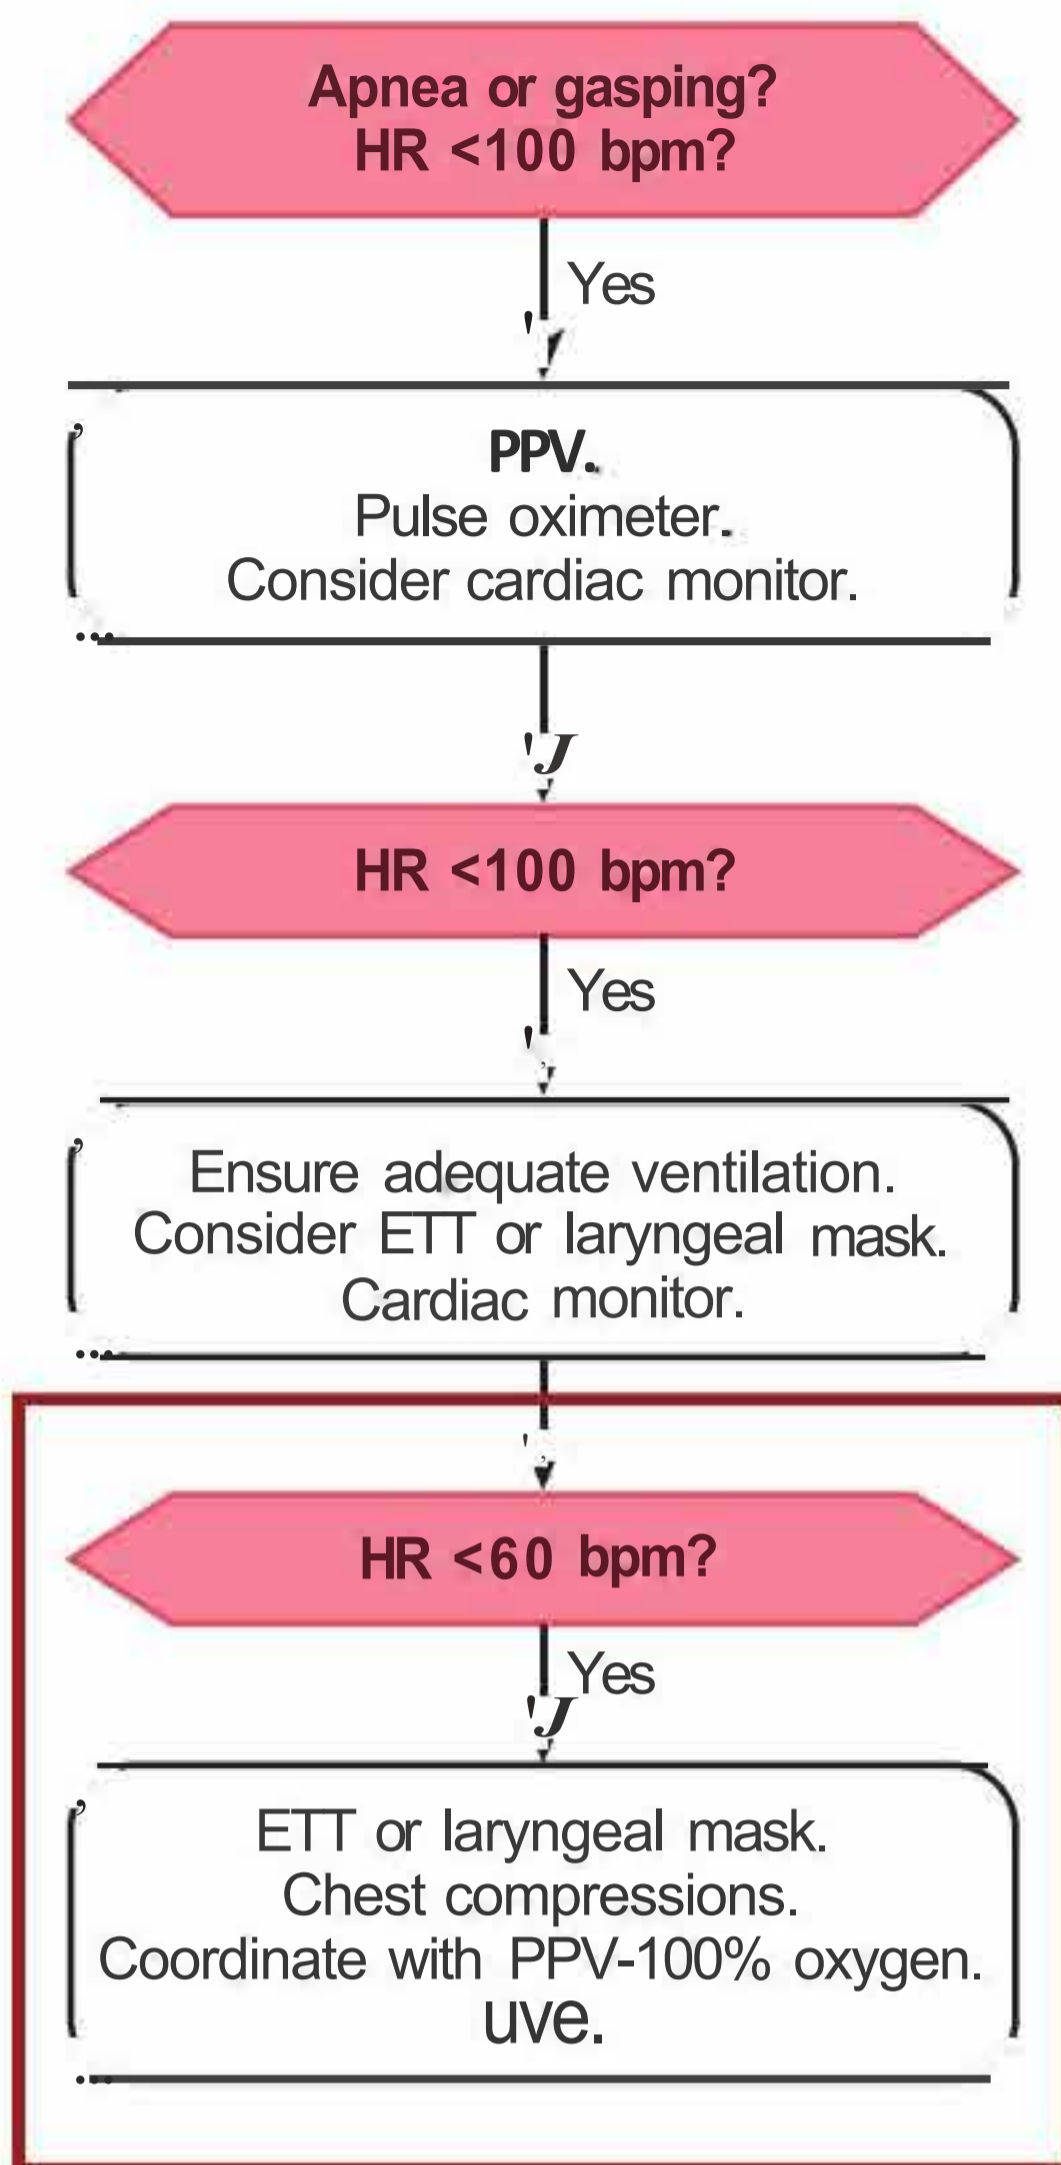 Apnea or gasping?
HR <100 bpm?
Yes
PPV.
Pulse oximeter.
Consider cardiac monitor.
HR <100 bpm?
Yes
Ensure adequate ventilation.
Consider ETT or laryngeal mask.
Cardiac monitor.
HR <60 bpm?
Yes
ETT or laryngeal mask.
Chest compressions.
Coordinate with PPV-100% oxygen.
uve.